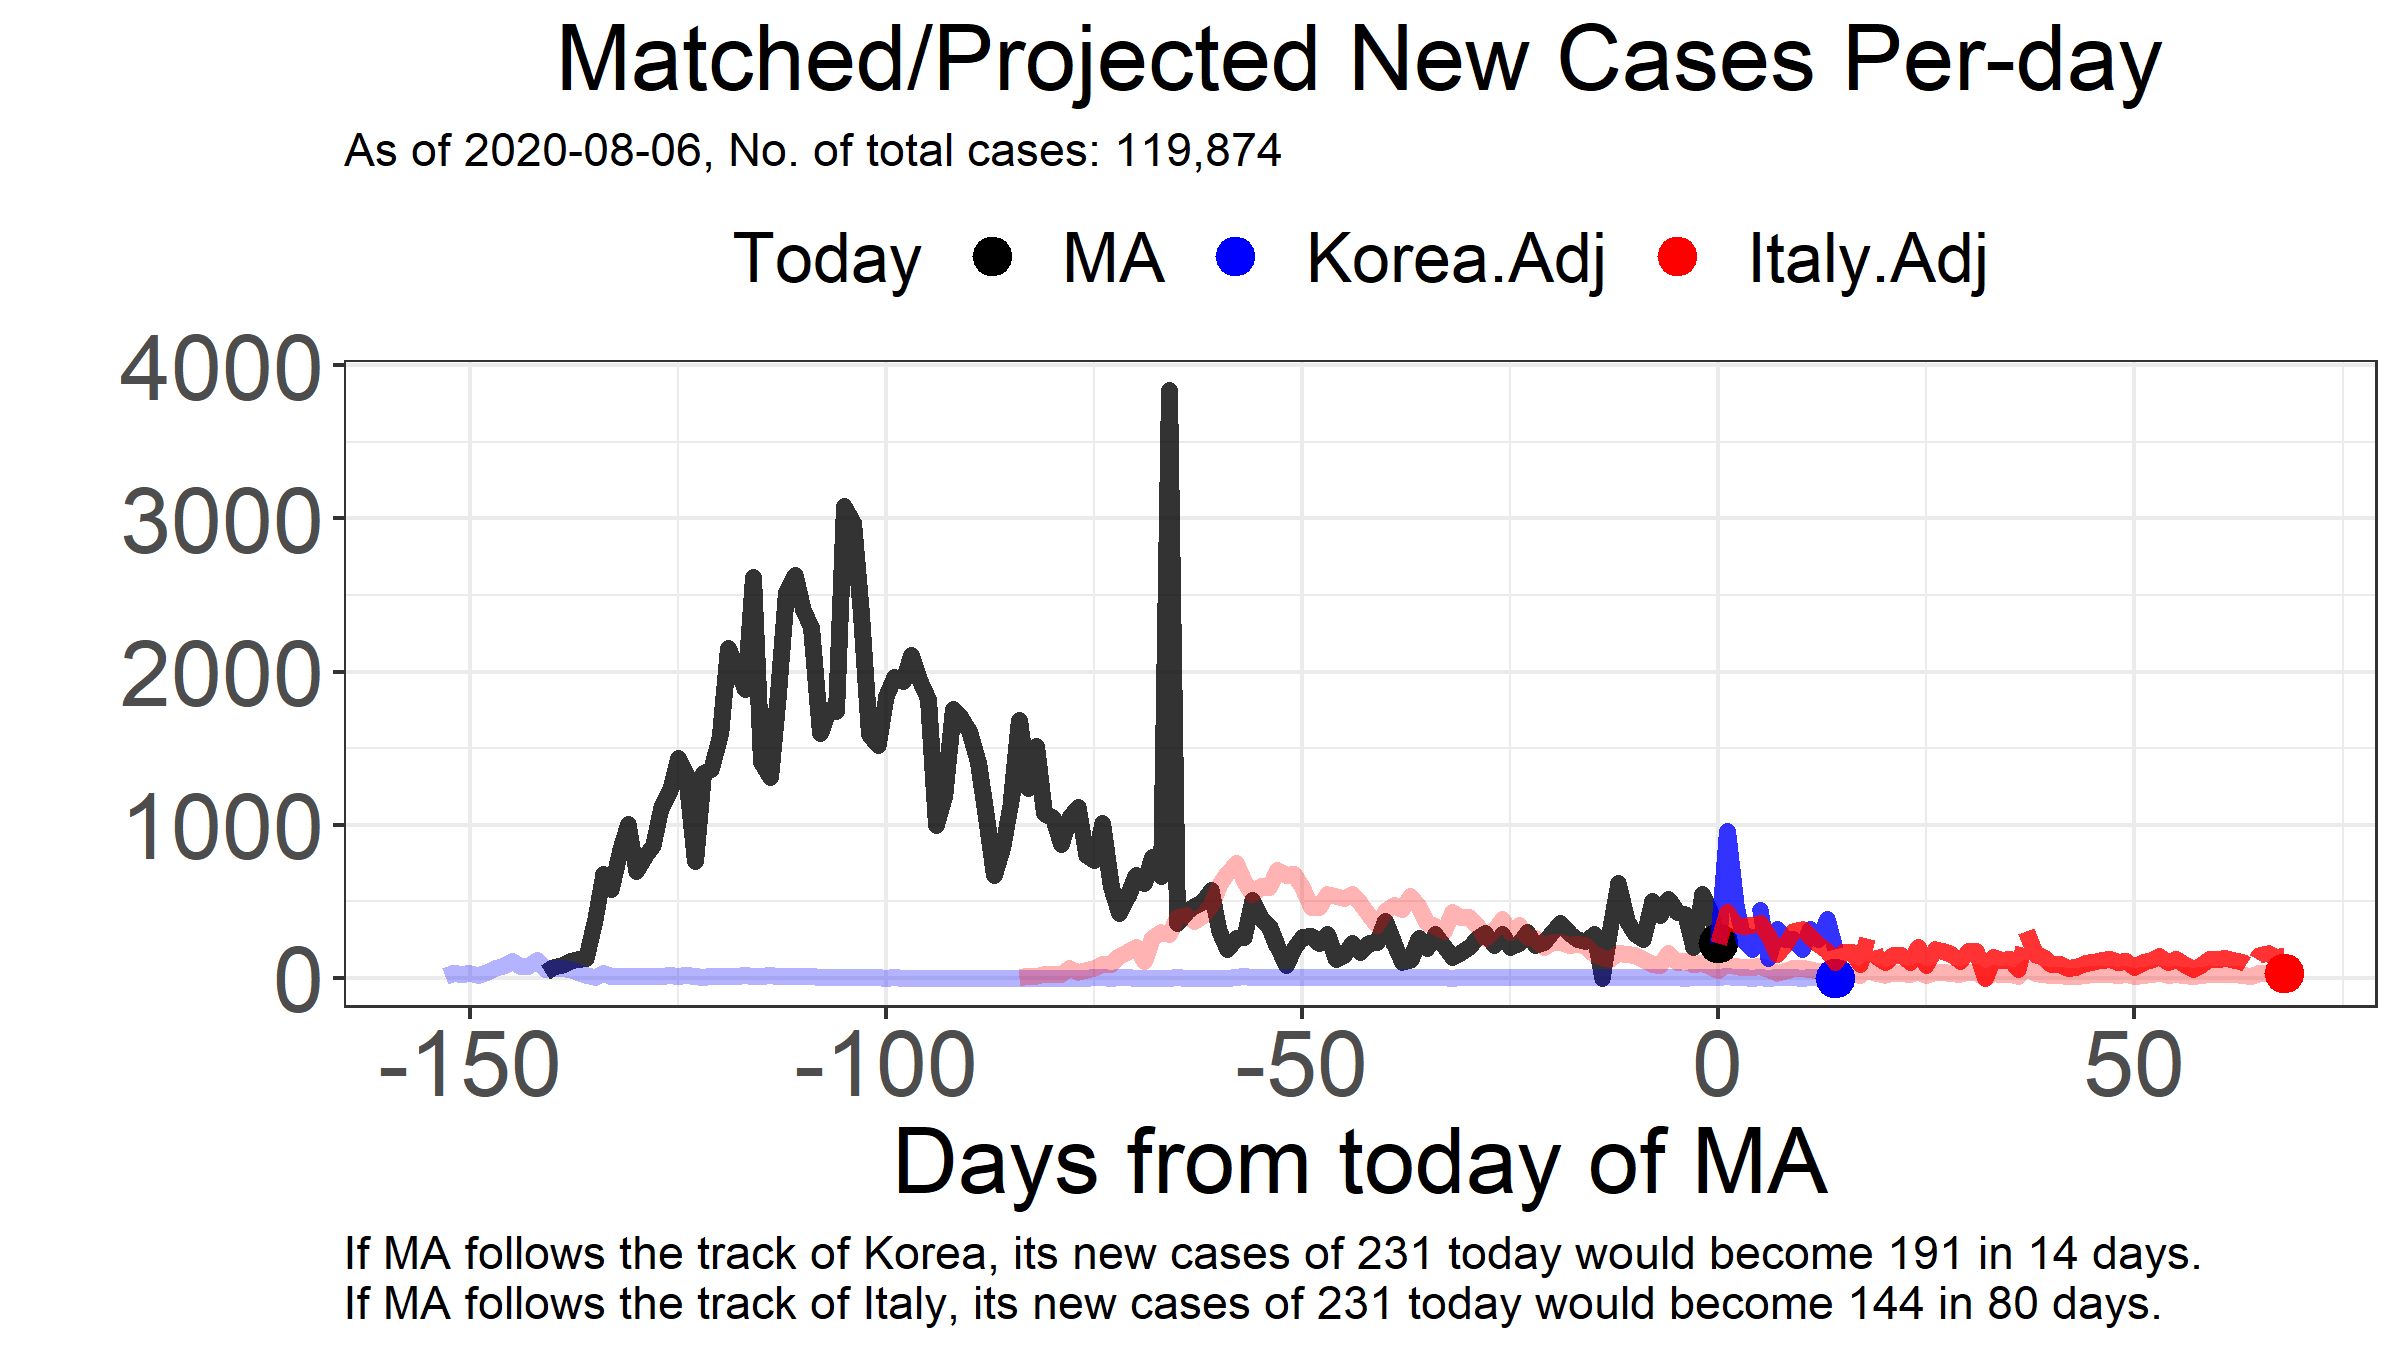 Matched/Projected New Cases Per-day
As of 2020-08-06, No. of total cases: 119,874
Today MA Korea.Adj Italy.Adj
4000
3000
2000
1000
0
-150 -100 -50 0 50
Days from today of MA
If MA follows the track of Korea, its new cases of 231 today would become 191 in 14 days.
If MA follows the track of Italy, its new cases of 231 today would become 144 in 80 days.